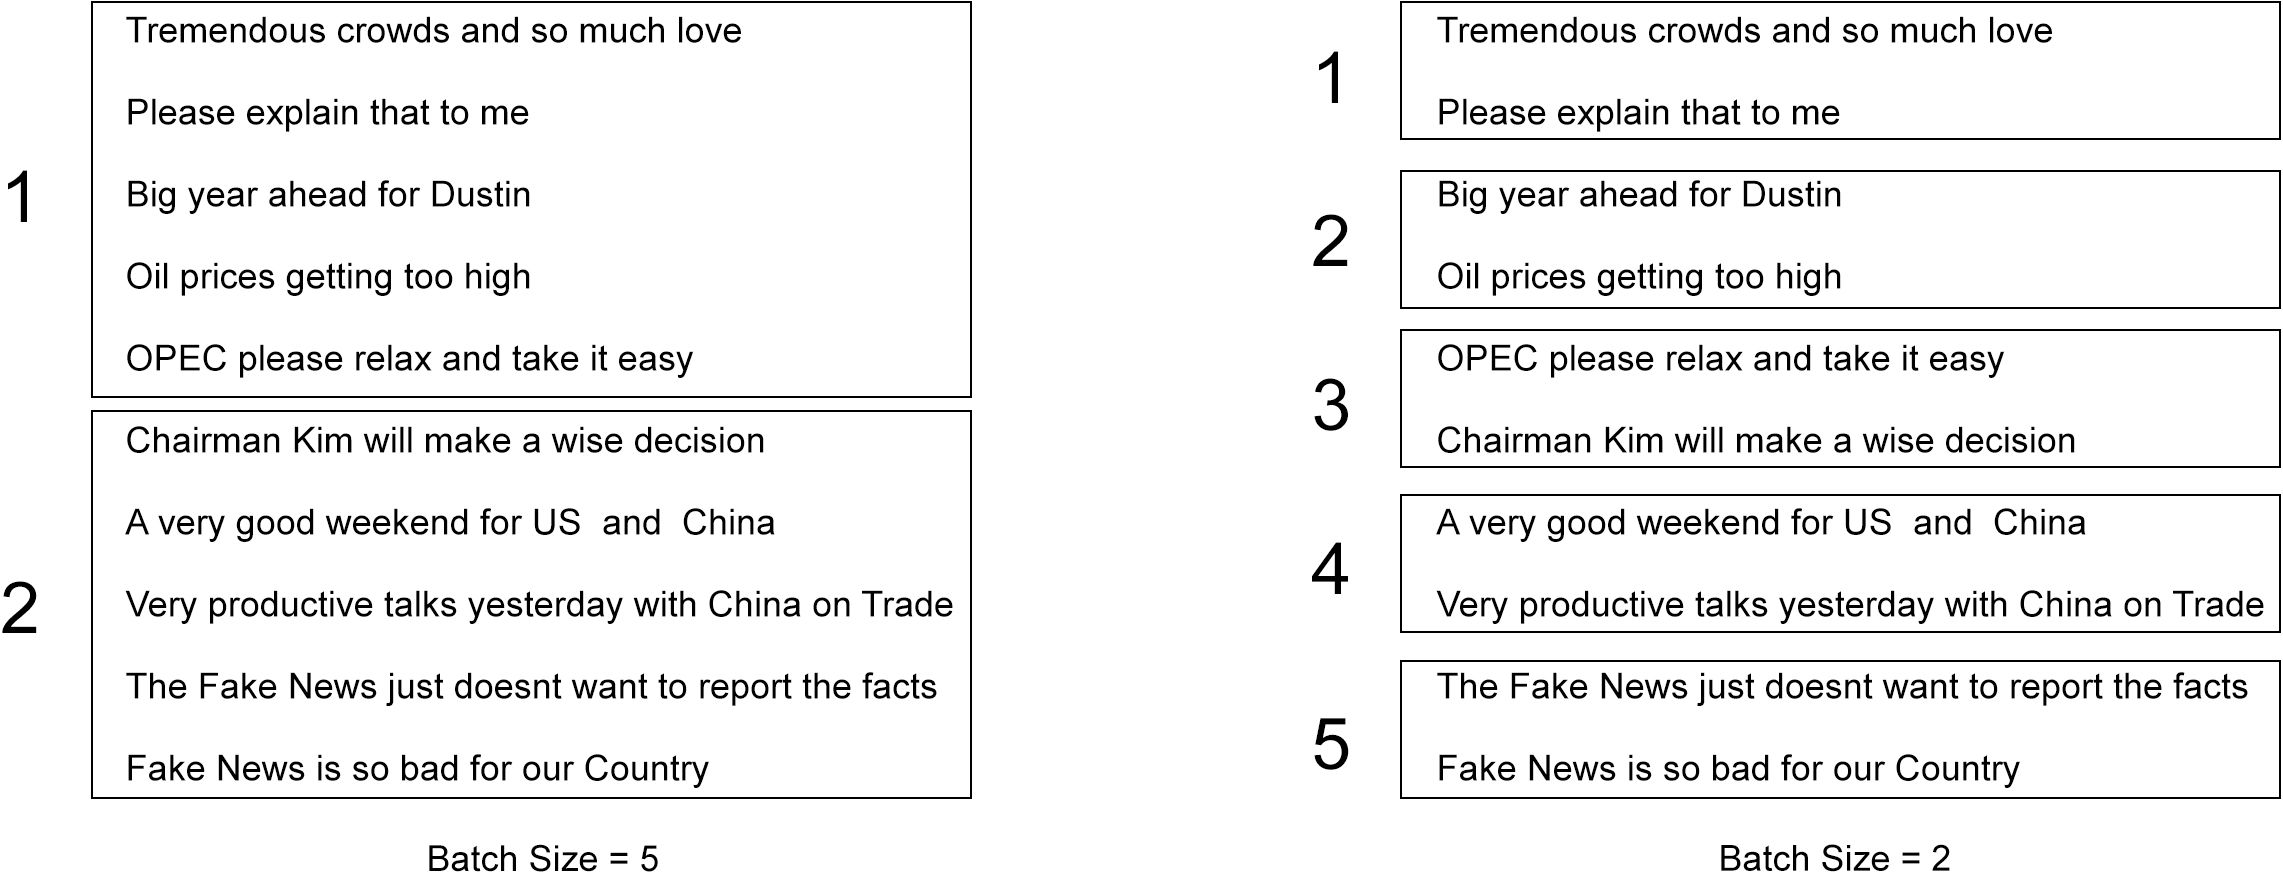 1
Tremendous crowds and so much love
Please explain that to me
Big year ahead for Dustin
Oil prices getting too high
OPEC please relax and take it easy
2
Chairman Kim will make a wise decision
A very good weekend for US  and  China
Very productive talks yesterday with China on Trade
The Fake News just doesnt want to report the facts
Fake News is so bad for our Country
Batch Size = 5
1
Tremendous crowds and so much love
Please explain that to me
2
Big year ahead for Dustin
Oil prices getting too high
3
OPEC please relax and take it easy
Chairman Kim will make a wise decision
4
A very good weekend for US  and  China
Very productive talks yesterday with China on Trade
5
The Fake News just doesnt want to report the facts
Fake News is so bad for our Country
Batch Size = 2